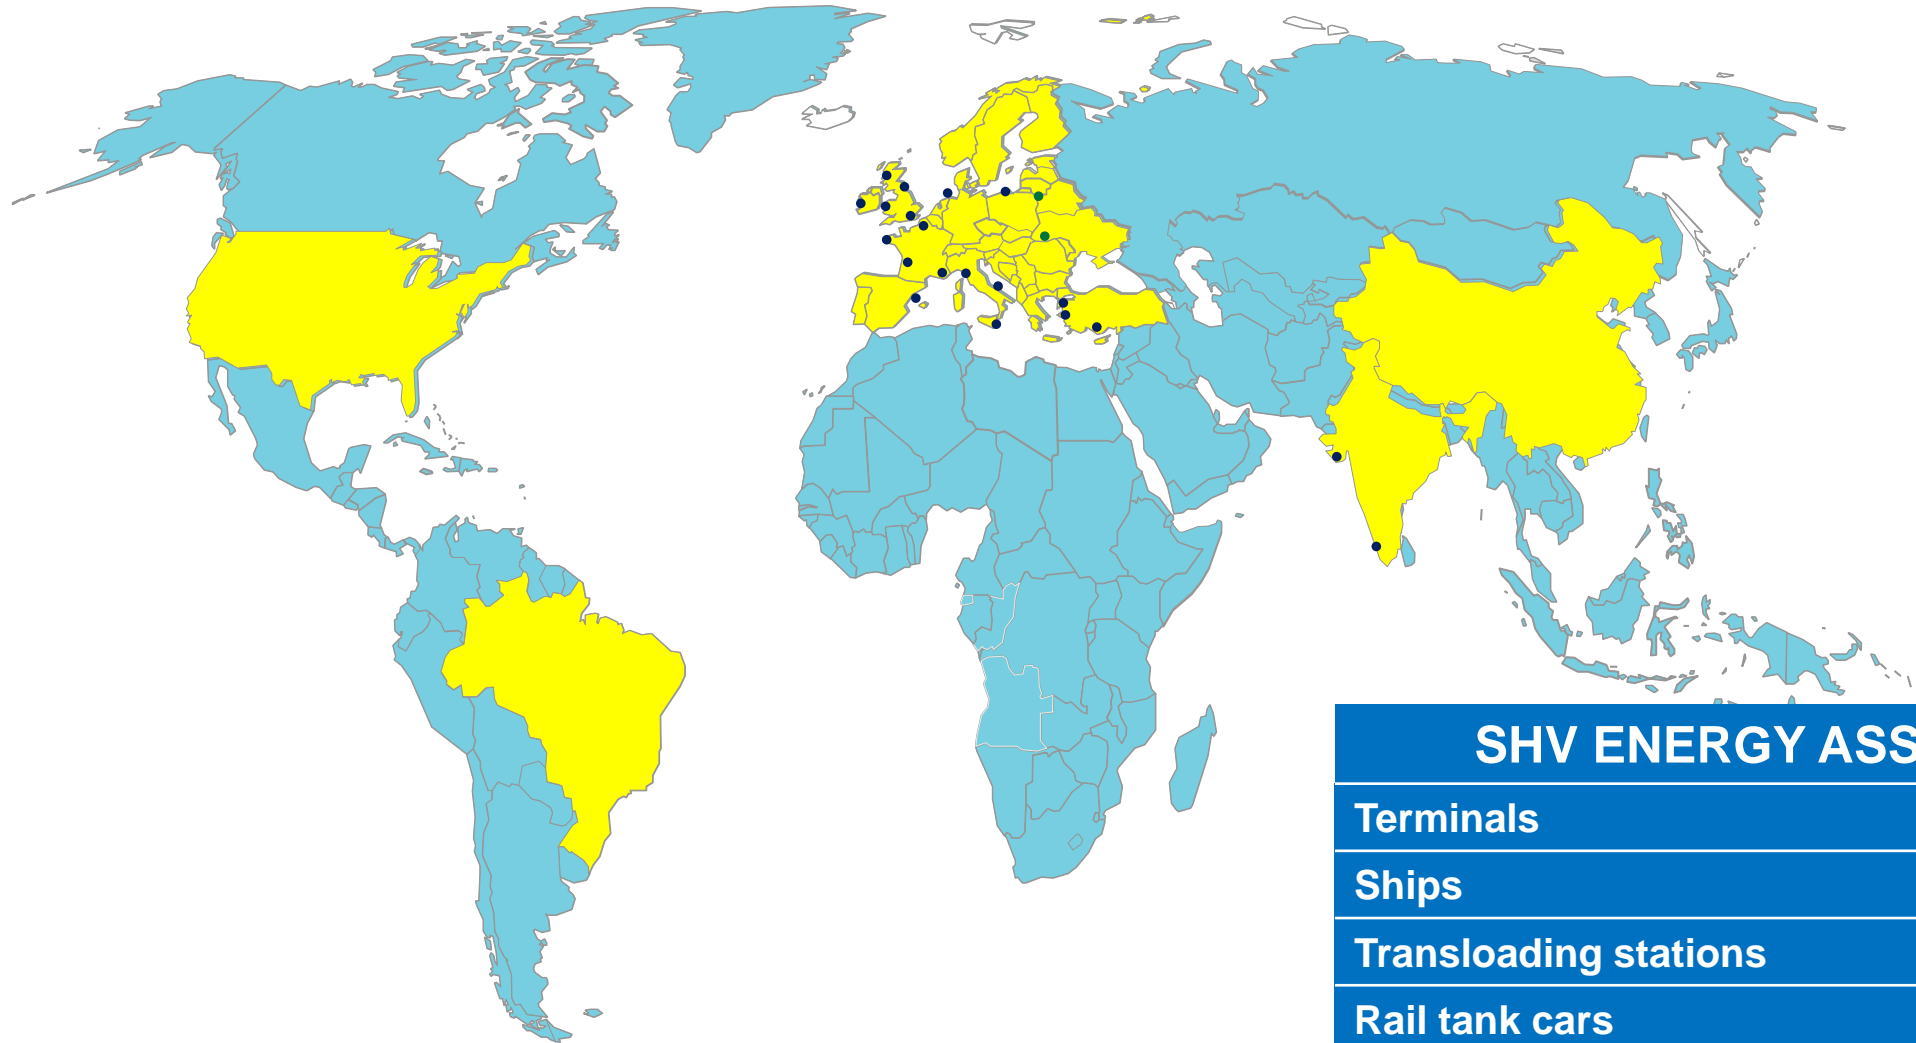 SHV ENERGY ASS
Terminals
Ships
Transloading stations
Rail tank cars